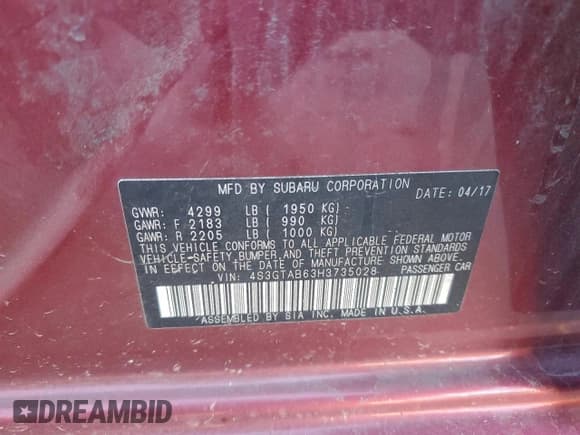 MFD BY SUBARU CORPORATION
DATE: 04/17
GVWR: 4299 LB ( 1950 KG)
GAWR: F 2183 LB ( 990 KG)
GAWR: R 2205 LB ( 1000 KG)
THIS VEHICLE CONFORMS TO ALL APPLICABLE FEDERAL MOTOR
VEHICLE-SAFETY, BUMPER, AND THEFT PREVENTION STANDARDS
IN EFFECT ON THE DATE OF MANUFACTURE SHOWN ABOVE.
VIN: 4S3GTAB63H3735028 PASSENGER CAR
ASSEMBLED BY SIA INC. MADE IN U.S.A.
DREAMBID